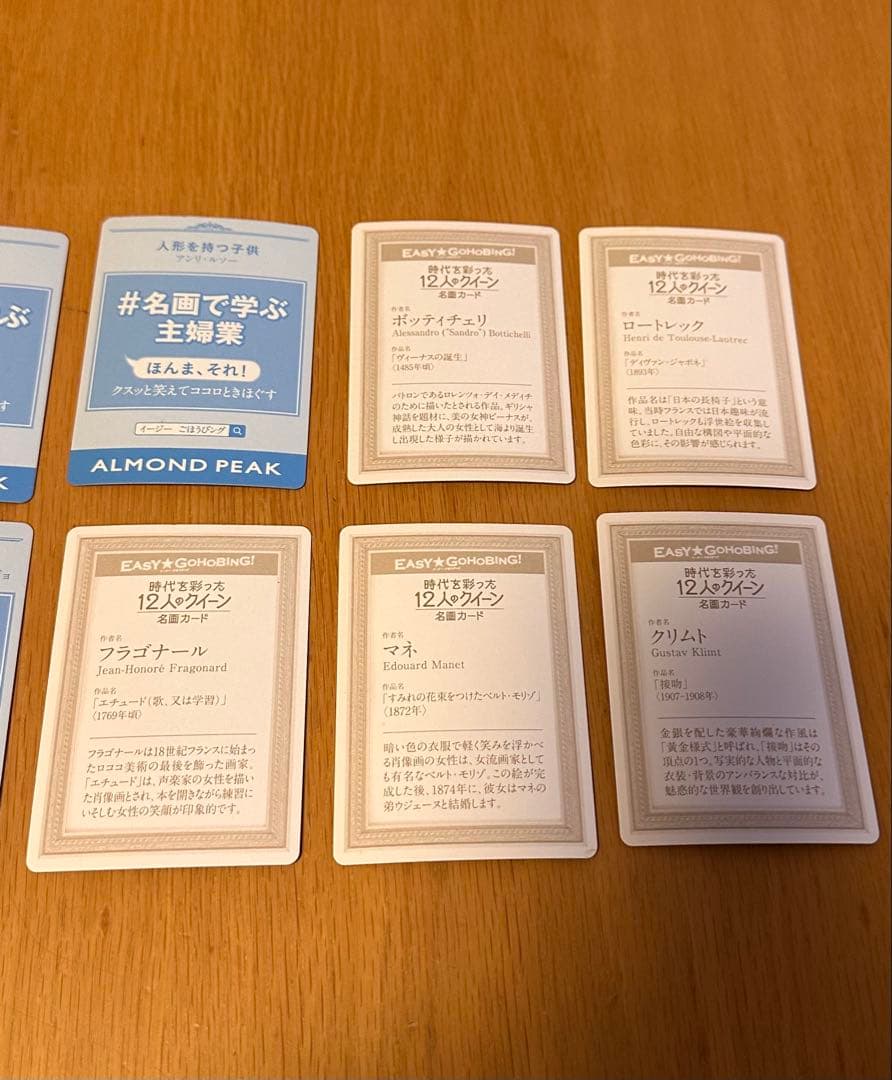 ぶ
す
K
人形を持つ子供
アンリ・ルソー
#名画で学ぶ
主婦業
ほんま、それ!
クスッと笑えてココロときほぐす
イージー ごほうびング
ALMOND PEAK
EASY★GOHOBING!
時代を彩った
12人のクイーン
名画カード
作者名
ボッティチェリ
Alessandro ("Sandro") Bottichelli
作品名
「ヴィーナスの誕生」
〈1485年頃〉
パトロンであるロレンツォ・デイ・メディチ
のために描いたとされる作品。ギリシャ
神話を題材に、美の女神ビーナスが、
成熟した大人の女性として海より誕生
し出現した様子が描かれています。
EASY★GOHOBING!
時代を彩った
12人のクイーン
名画カード
作者名
ロートレック
Henri de Toulouse-Lautrec
作品名
「ディヴァン・ジャポネ」
〈1893年〉
作品名は「日本の長椅子」という意
味。当時フランスでは日本趣味が流
行し、ロートレックも浮世絵を収集し
ていました。自由な構図や平面的な
色彩に、その影響が感じられます。
ョ
EASY★GOHOBING!
時代を彩った
12人のクイーン
名画カード
作者名
フラゴナール
Jean-Honoré Fragonard
作品名
「エチュード(歌、又は学習)」
〈1769年頃〉
フラゴナールは18世紀フランスに始まっ
たロココ美術の最後を飾った画家。
「エチュード」は、声楽家の女性を描い
た肖像画とされ、本を開きながら練習に
いそしむ女性の笑顔が印象的です。
EASY★GOHOBING!
時代を彩った
12人のクイーン
名画カード
作者名
マネ
Edouard Manet
作品名
「すみれの花束をつけたベルト・モリゾ」
〈1872年〉
暗い色の衣服で軽く笑みを浮かべ
る肖像画の女性は、女流画家として
も有名なベルト・モリゾ。この絵が完
成した後、1874年に、彼女はマネの
弟ウジェーヌと結婚します。
EASY★GOHOBING!
時代を彩った
12人のクイーン
名画カード
作者名
クリムト
Gustav Klimt
作品名
「接吻」
〈1907-1908年〉
金銀を配した豪華絢爛な作風は
「黄金様式」と呼ばれ、「接吻」はその
頂点の1つ。写実的な人物と平面的な
衣装・背景のアンバランスな対比が、
魅惑的な世界観を創り出しています。